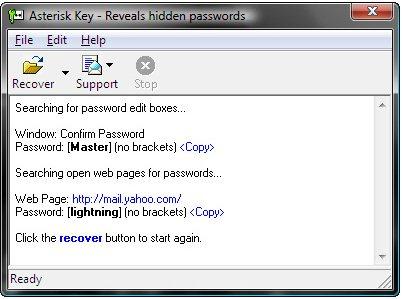 Asterisk Key - Reveals hidden passwords
File Edit Help
Recover Support Stop
Searching for password edit boxes...
Window: Confirm Password
Password: [Master] (no brackets) <Copy>
Searching open web pages for passwords...
Web Page: http://mail.yahoo.com/
Password: [lightning] (no brackets) <Copy>
Click the recover button to start again.
Ready